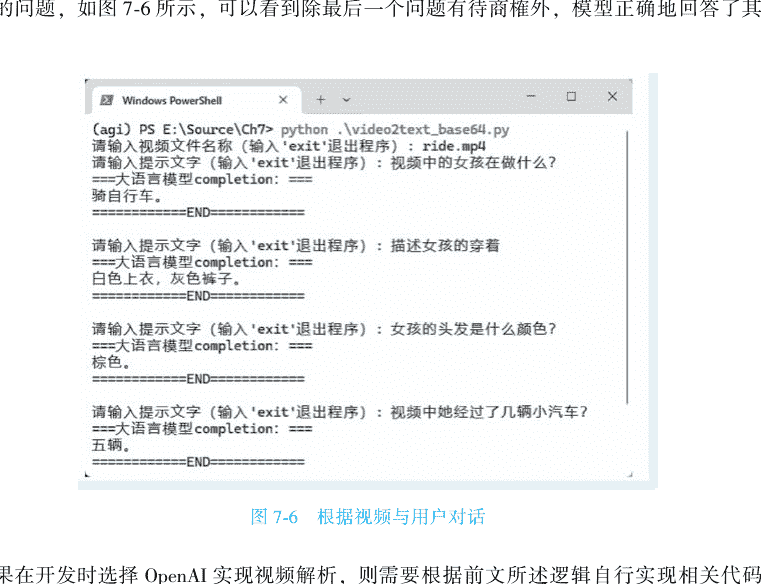 的问题，如图 7-6 所示，可以看到除最后一个问题有待商榷外，模型正确地回答了其
Windows PowerShell
(agi) PS E:\Source\Ch7> python .\video2text_base64.py
请输入视频文件名称（输入'exit'退出程序）: ride.mp4
请输入提示文字（输入'exit'退出程序）: 视频中的女孩在做什么?
===大语言模型completion: ===
骑自行车。
============END============
请输入提示文字（输入'exit'退出程序）: 描述女孩的穿着
===大语言模型completion: ===
白色上衣，灰色裤子。
============END============
请输入提示文字（输入'exit'退出程序）: 女孩的头发是什么颜色?
===大语言模型completion: ===
棕色。
============END============
请输入提示文字（输入'exit'退出程序）: 视频中她经过了几辆小汽车?
===大语言模型completion: ===
五辆。
============END============
图 7-6 根据视频与用户对话
果在开发时选择 OpenAI 实现视频解析，则需要根据前文所述逻辑自行实现相关代码